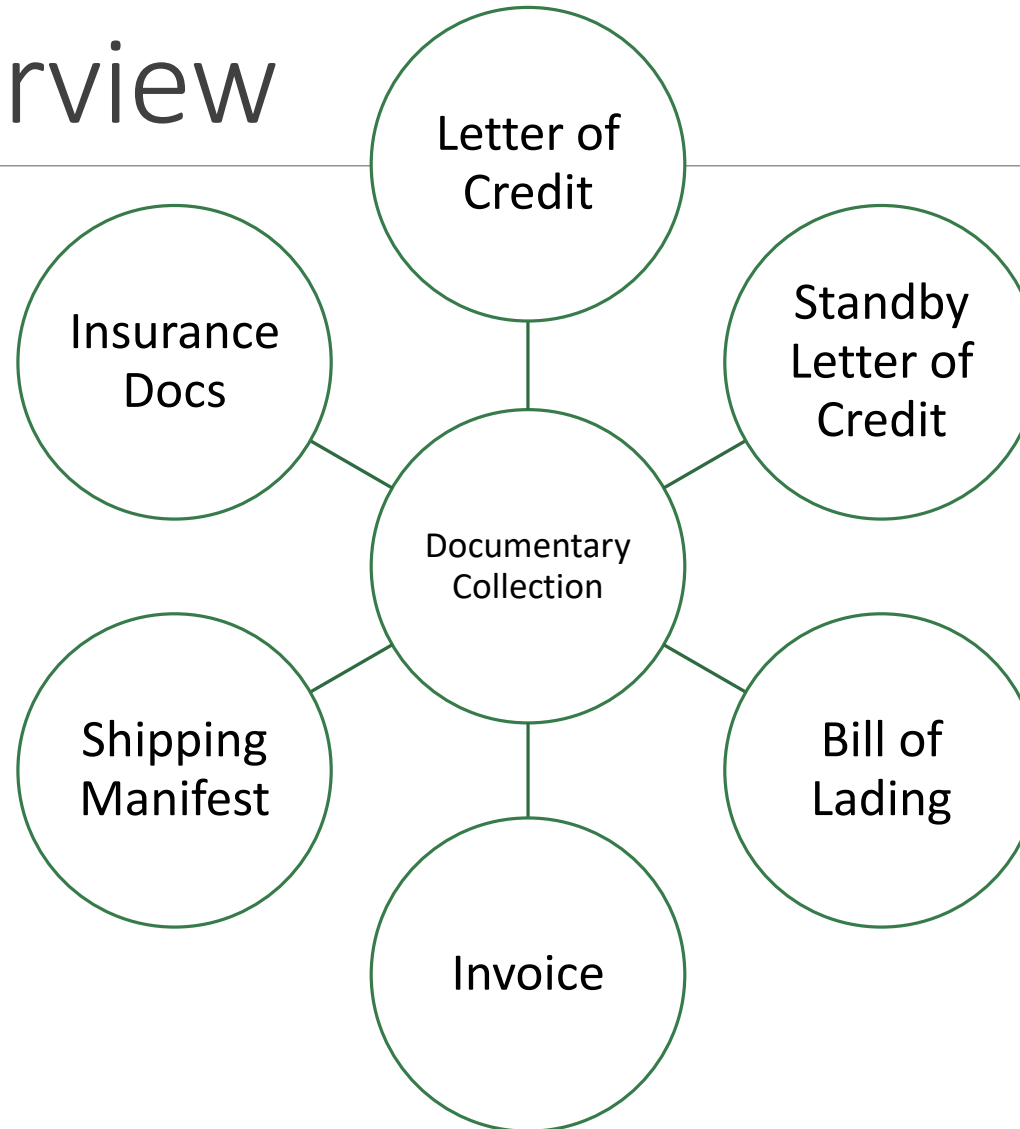 rview
Letter of
Credit
Insurance
Docs
Standby
Letter of
Credit
Documentary
Collection
Shipping
Manifest
Bill of
Lading
Invoice